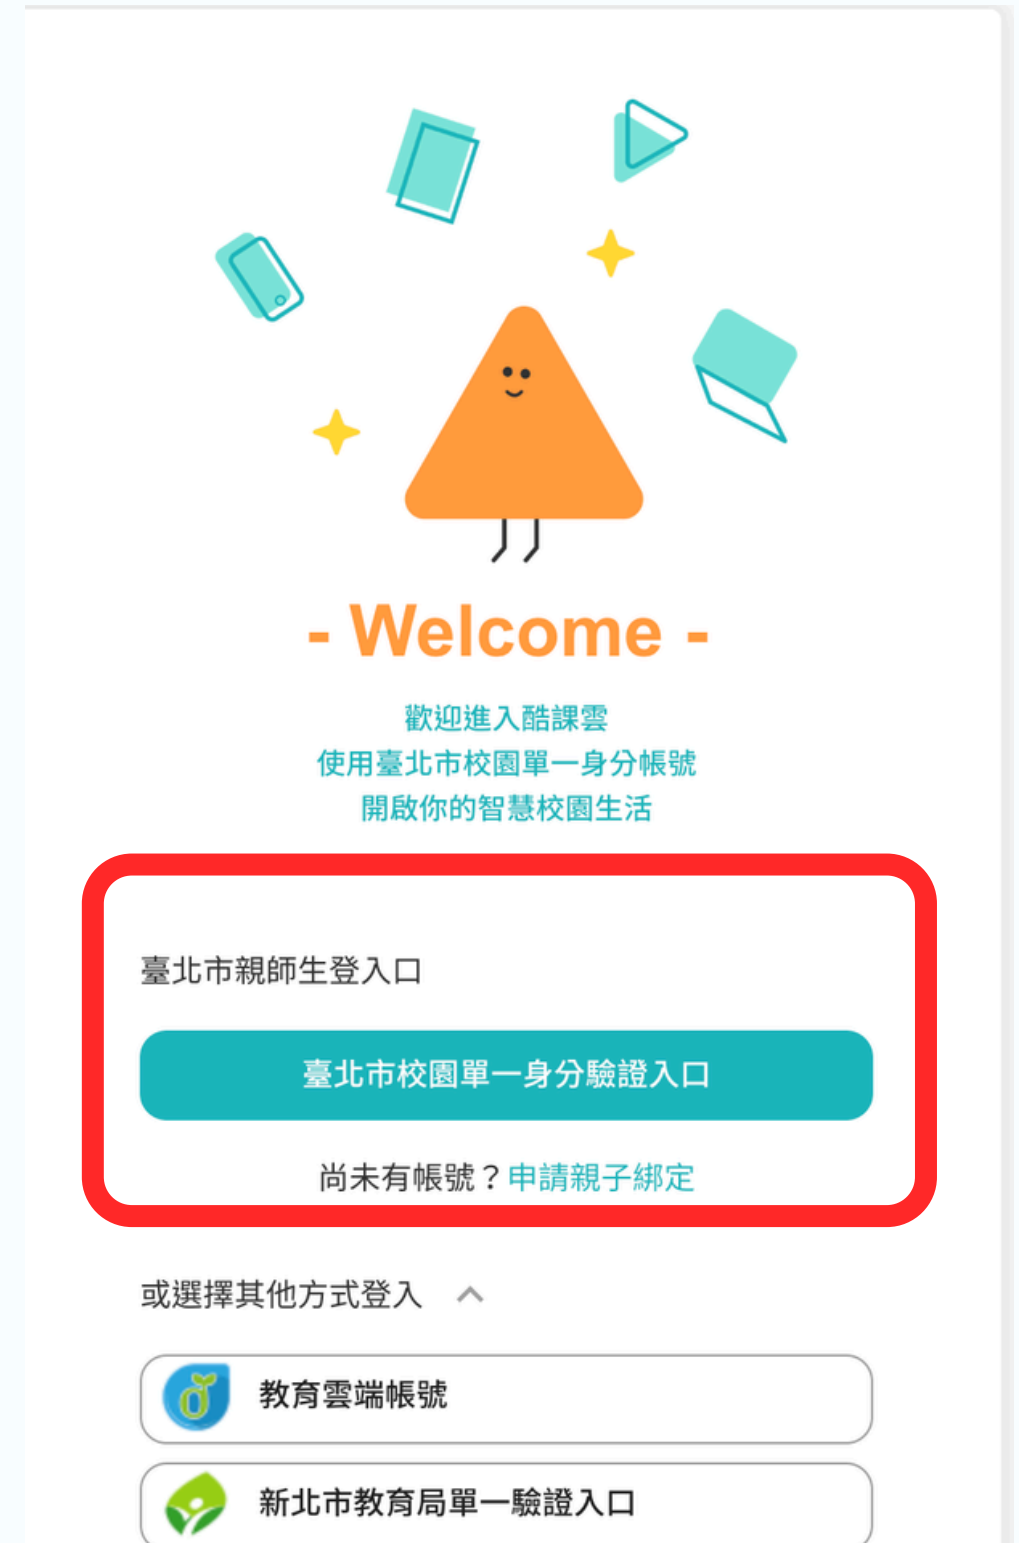 - Welcome -
歡迎進入酷課雲
使用臺北市校園單一身分帳號
開啟你的智慧校園生活
臺北市親師生登入口
臺北市校園單一身分驗證入口
尚未有帳號？申請親子綁定
或選擇其他方式登入
教育雲端帳號
新北市教育局單一驗證入口